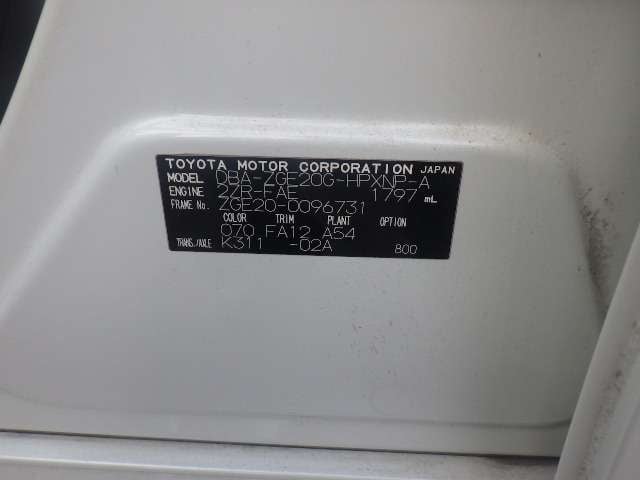 TOYOTA MOTOR CORPORATION JAPAN
MODEL DBA-ZGE20G-HPXNP-A
ENGINE 2ZR-FAE 1797 mL
FRAME No. ZGE20-0096731
COLOR TRIM PLANT OPTION
070 FA12 A54
TRANS./AXLE K311 -02A 800